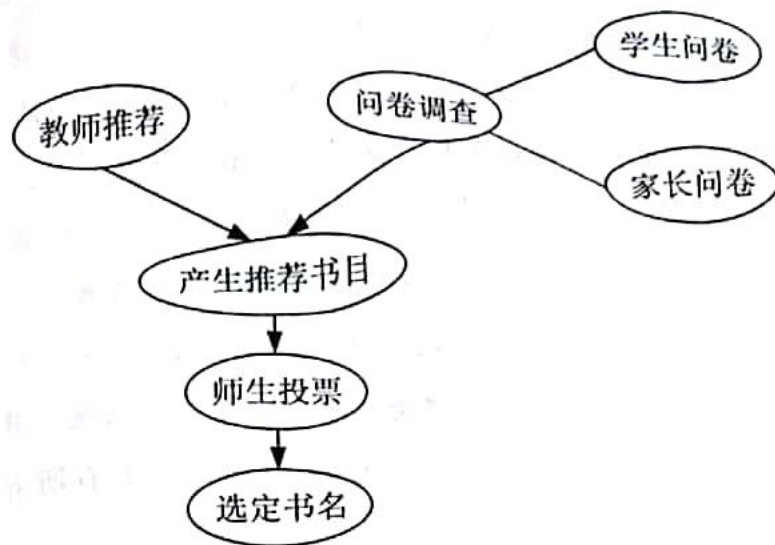 学生问卷
问卷调查
教师推荐
家长问卷
产生推荐书目
师生投票
选定书名